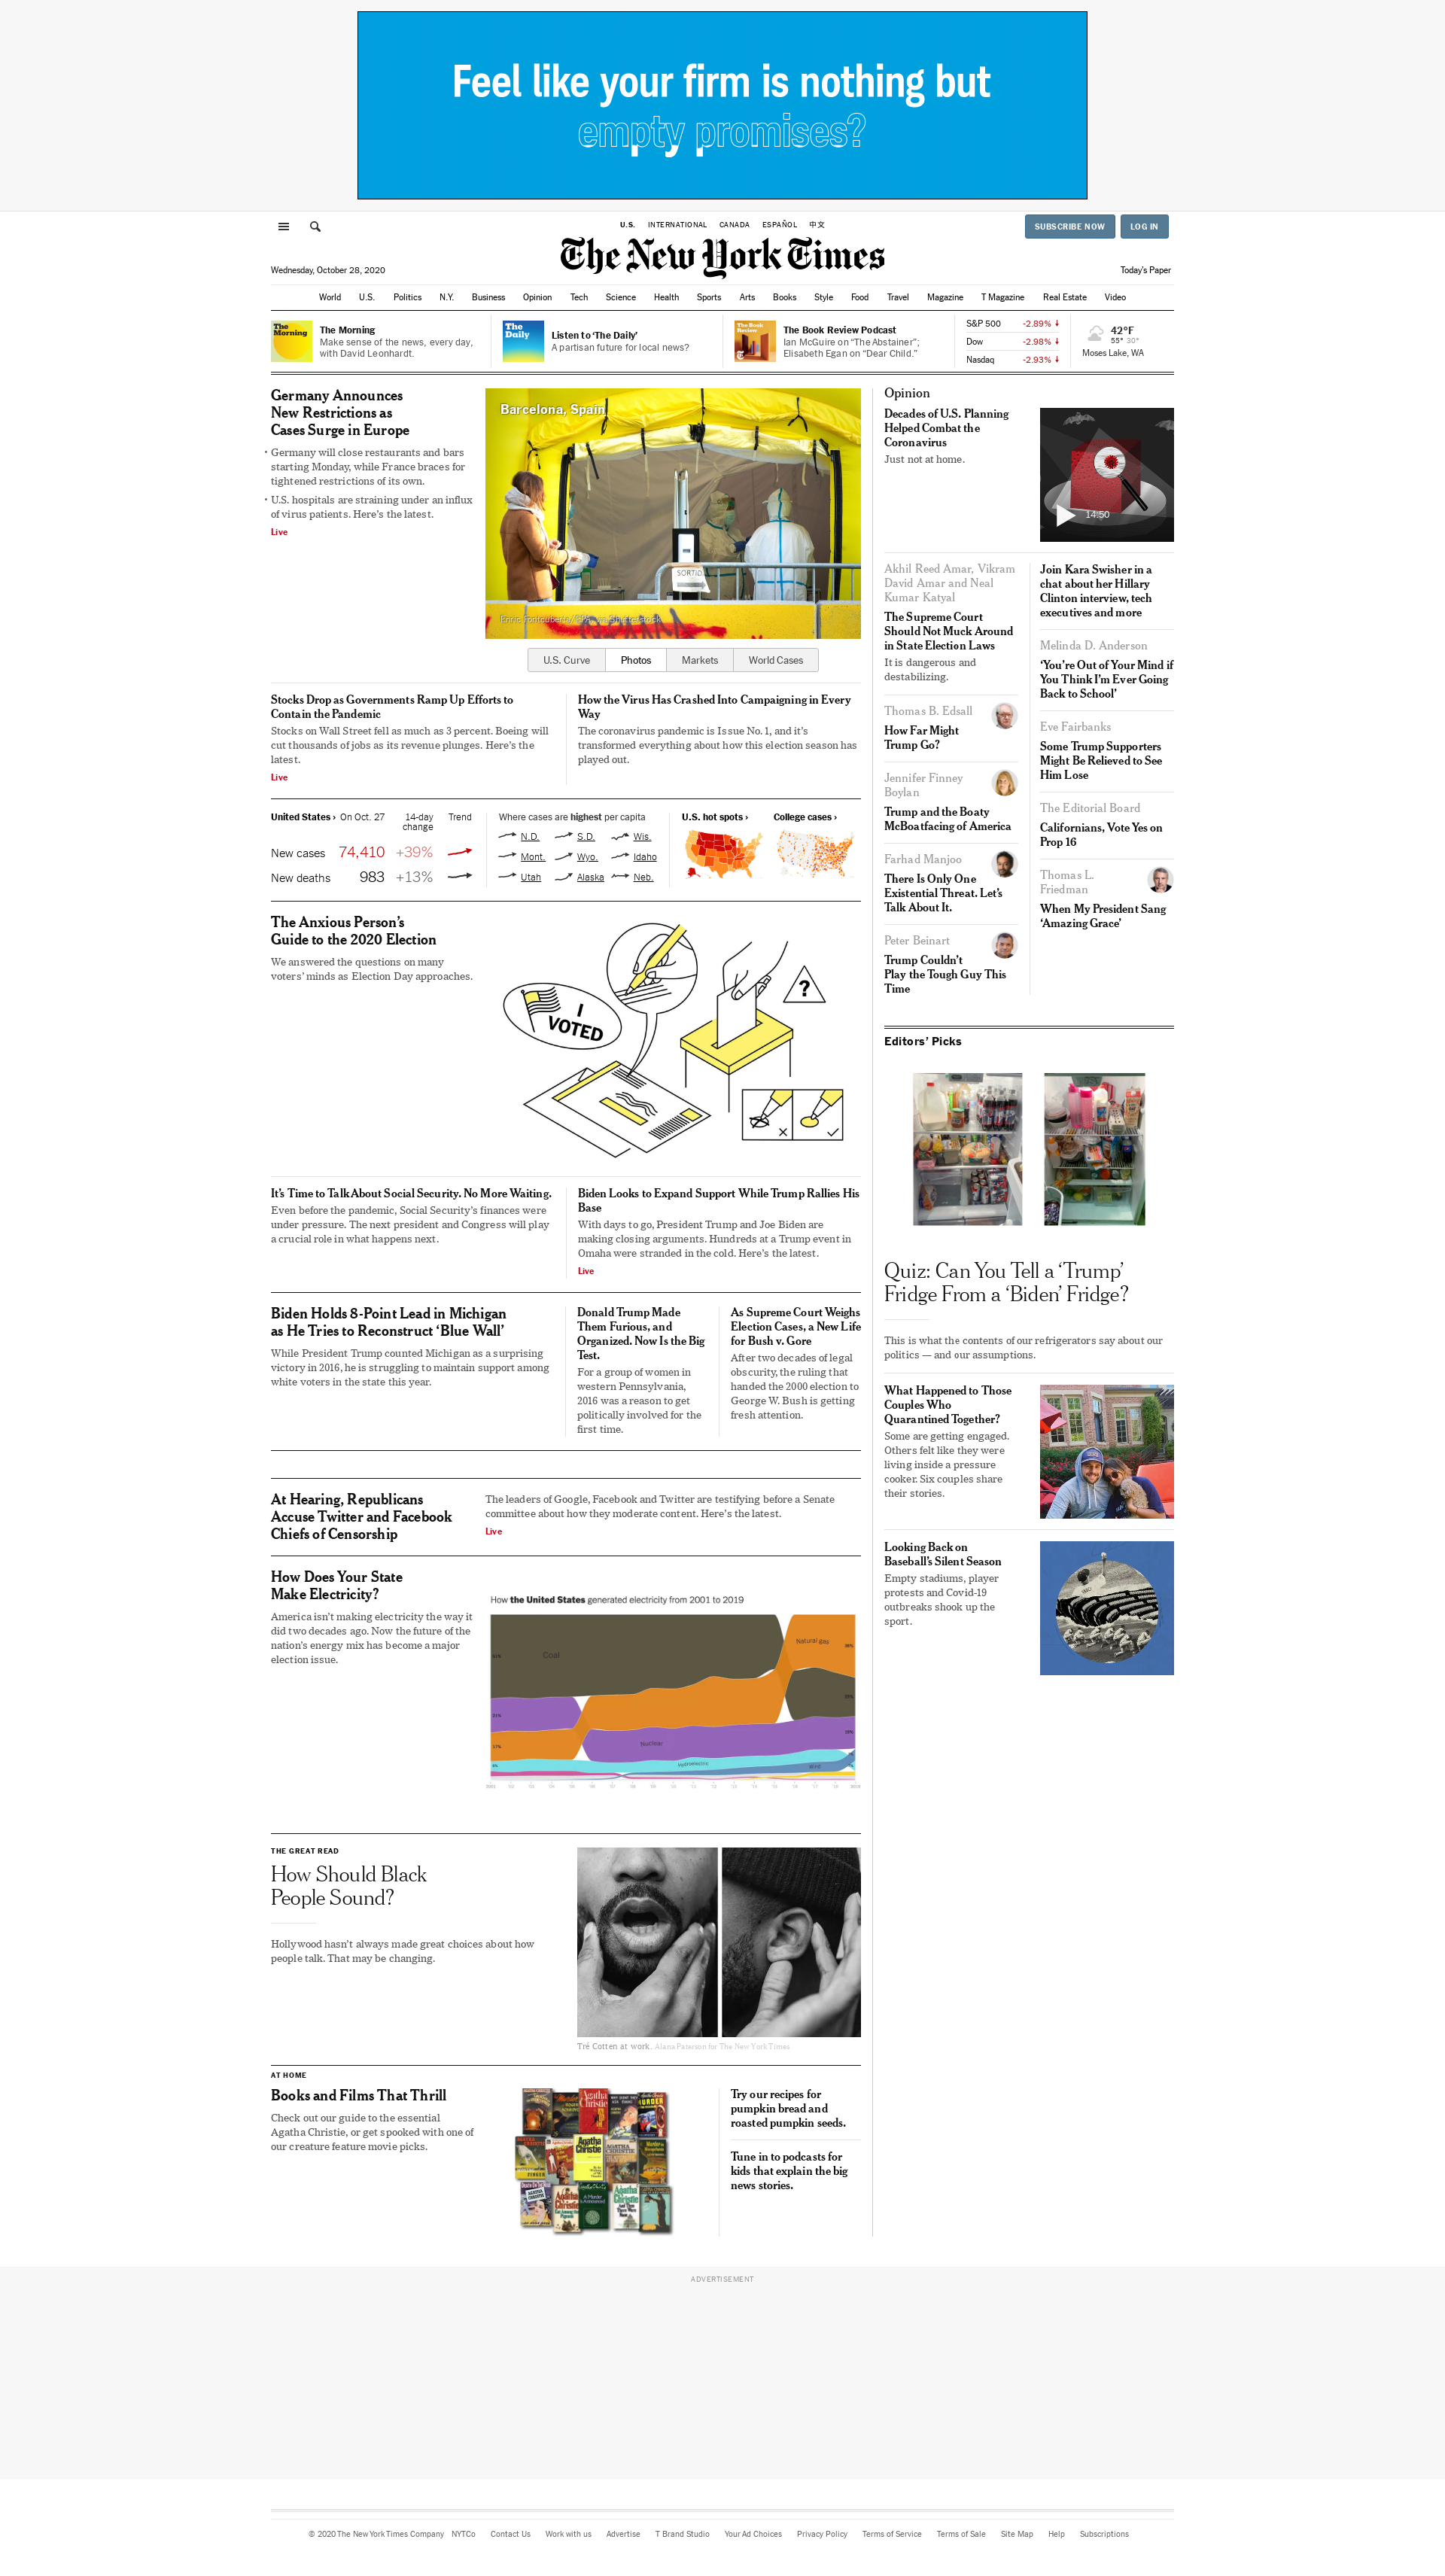 Feel like your firm is nothing but
empty promises?
U.S. INTERNATIONAL CANADA ESPAÑOL 中文
SUBSCRIBE NOW LOG IN
The New York Times
Wednesday, October 28, 2020
Today's Paper
World U.S. Politics N.Y. Business Opinion Tech Science Health Sports Arts Books Style Food Travel Magazine T Magazine Real Estate Video
The Morning
The Morning
Make sense of the news, every day,
with David Leonhardt.
The Daily
Listen to ‘The Daily’
A partisan future for local news?
The Book Review
The Book Review Podcast
Ian McGuire on “The Abstainer”;
Elisabeth Egan on “Dear Child.”
S&P 500 -2.89%
Dow -2.98%
Nasdaq -2.93%
42°F
55° 30°
Moses Lake, WA
Germany Announces
New Restrictions as
Cases Surge in Europe
• Germany will close restaurants and bars
starting Monday, while France braces for
tightened restrictions of its own.
• U.S. hospitals are straining under an influx
of virus patients. Here’s the latest.
Live
Barcelona, Spain
U.S. Curve Photos Markets World Cases
Stocks Drop as Governments Ramp Up Efforts to
Contain the Pandemic
Stocks on Wall Street fell as much as 3 percent. Boeing will
cut thousands of jobs as its revenue plunges. Here’s the
latest.
Live
How the Virus Has Crashed Into Campaigning in Every
Way
The coronavirus pandemic is Issue No. 1, and it’s
transformed everything about how this election season has
played out.
United States › On Oct. 27 14-day change Trend
New cases 74,410 +39%
New deaths 983 +13%
Where cases are highest per capita
N.D. S.D. Wis.
Mont. Wyo. Idaho
Utah Alaska Neb.
U.S. hot spots › College cases ›
The Anxious Person’s
Guide to the 2020 Election
We answered the questions on many
voters’ minds as Election Day approaches.
I VOTED
?
It’s Time to Talk About Social Security. No More Waiting.
Even before the pandemic, Social Security’s finances were
under pressure. The next president and Congress will play
a crucial role in what happens next.
Biden Looks to Expand Support While Trump Rallies His
Base
With days to go, President Trump and Joe Biden are
making closing arguments. Hundreds at a Trump event in
Omaha were stranded in the cold. Here’s the latest.
Live
Biden Holds 8-Point Lead in Michigan
as He Tries to Reconstruct ‘Blue Wall’
While President Trump counted Michigan as a surprising
victory in 2016, he is struggling to maintain support among
white voters in the state this year.
Donald Trump Made
Them Furious, and
Organized. Now Is the Big
Test.
For a group of women in
western Pennsylvania,
2016 was a reason to get
politically involved for the
first time.
As Supreme Court Weighs
Election Cases, a New Life
for Bush v. Gore
After two decades of legal
obscurity, the ruling that
handed the 2000 election to
George W. Bush is getting
fresh attention.
At Hearing, Republicans
Accuse Twitter and Facebook
Chiefs of Censorship
The leaders of Google, Facebook and Twitter are testifying before a Senate
committee about how they moderate content. Here’s the latest.
Live
How Does Your State
Make Electricity?
America isn’t making electricity the way it
did two decades ago. Now the future of the
nation’s energy mix has become a major
election issue.
How the United States generated electricity from 2001 to 2019
Coal
Natural gas
Nuclear
Hydroelectric
Wind
THE GREAT READ
How Should Black
People Sound?
Hollywood hasn’t always made great choices about how
people talk. That may be changing.
Tré Cotten at work. Alana Paterson for The New York Times
AT HOME
Books and Films That Thrill
Check out our guide to the essential
Agatha Christie, or get spooked with one of
our creature feature movie picks.
Try our recipes for
pumpkin bread and
roasted pumpkin seeds.
Tune in to podcasts for
kids that explain the big
news stories.
Opinion
Decades of U.S. Planning
Helped Combat the
Coronavirus
Just not at home.
14:50
Akhil Reed Amar, Vikram
David Amar and Neal
Kumar Katyal
The Supreme Court
Should Not Muck Around
in State Election Laws
It is dangerous and
destabilizing.
Thomas B. Edsall
How Far Might
Trump Go?
Jennifer Finney
Boylan
Trump and the Boaty
McBoatfacing of America
Farhad Manjoo
There Is Only One
Existential Threat. Let’s
Talk About It.
Peter Beinart
Trump Couldn’t
Play the Tough Guy This
Time
Join Kara Swisher in a
chat about her Hillary
Clinton interview, tech
executives and more
Melinda D. Anderson
‘You’re Out of Your Mind if
You Think I’m Ever Going
Back to School’
Eve Fairbanks
Some Trump Supporters
Might Be Relieved to See
Him Lose
The Editorial Board
Californians, Vote Yes on
Prop 16
Thomas L.
Friedman
When My President Sang
‘Amazing Grace’
Editors’ Picks
Quiz: Can You Tell a ‘Trump’
Fridge From a ‘Biden’ Fridge?
This is what the contents of our refrigerators say about our
politics — and our assumptions.
What Happened to Those
Couples Who
Quarantined Together?
Some are getting engaged.
Others felt like they were
living inside a pressure
cooker. Six couples share
their stories.
Looking Back on
Baseball’s Silent Season
Empty stadiums, player
protests and Covid-19
outbreaks shook up the
sport.
ADVERTISEMENT
© 2020 The New York Times Company NYTCo Contact Us Work with us Advertise T Brand Studio Your Ad Choices Privacy Policy Terms of Service Terms of Sale Site Map Help Subscriptions